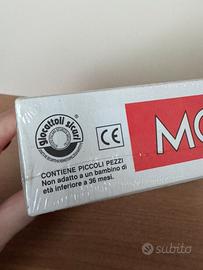 giocattoli sicuri
CE
MO
CONTIENE PICCOLI PEZZI
Non adatto a un bambino di
età inferiore a 36 mesi.
subito